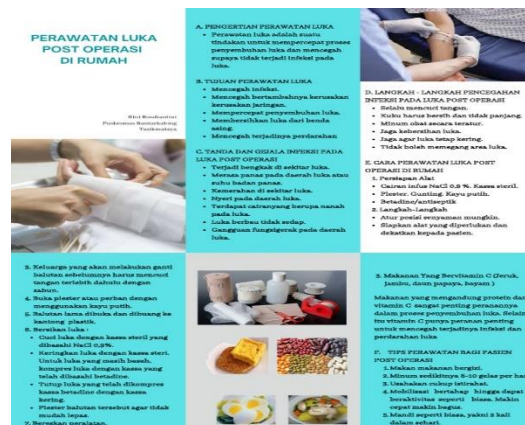 PERAWATAN LUKA
POST OPERASI
DI RUMAH
Puskesmas
Tasikmalaya
A. PENGERTIAN PERAWATAN LUKA
• Perawatan luka adalah suatu
tindakan untuk mempercepat proses
penyembuhan luka dan mencegah
supaya tidak terjadi infeksi pada
luka.
B. TUJUAN PERAWATAN LUKA
• Mencegah infeksi.
• Mencegah bertambahnya kerusakan
kerusakan jaringan.
• Mempercepat penyembuhan luka.
• Membersihkan luka dari benda
asing.
• Mencegah terjadinya perdarahan
C. TANDA DAN GEJALA INFEKSI PADA
LUKA POST OPERASI
• Terjadi bengkak di sekitar luka.
• Merasa panas pada daerah luka atau
suhu badan panas.
• Kemerahan di sekitar luka.
• Nyeri pada daerah luka.
• Terdapat cairanyang berupa nanah
pada luka.
• Luka berbau tidak sedap.
• Gangguan fungsigerak pada daerah
luka.
D. LANGKAH - LANGKAH PENCEGAHAN
INFEKSI PADA LUKA POST OPERASI
• Selalu mencuci tangan.
• Kuku harus bersih dan tidak panjang.
• Minum obat secara teratur.
• Jaga kebersihan luka.
• Jaga agar luka tetap kering.
• Tidak boleh memegang area luka.
E. CARA PERAWATAN LUKA POST
OPERASI DI RUMAH
1. Persiapan Alat
• Cairan infus NaCl 0,9 %. Kassa steril.
• Plester. Gunting. Kayu putih.
• Betadine/antiseptik
2. Langkah-Langkah
• Atur posisi senyaman mungkin.
• Siapkan alat yang diperlukan dan
dekatkan kepada pasien.
3. Keluarga yang akan melakukan ganti
balutan sebelumnya harus mencuci
tangan terlebih dahulu dengan
sabun.
4. Buka plester atau perban dengan
menggunakan kayu putih.
5. Balutan lama dibuka dan dibuang ke
kantong plastik.
6. Bersikan luka :
• Cuci luka dengan kassa steril yang
dibasahi NaCl 0,9%.
• Keringkan luka dengan kassa steri.
Untuk luka yang masih basah,
kompres luka dengan kassa yang
telah dibasahi betadine.
• Tutup luka yang telah dikompres
kassa betadine dengan kassa
kering.
• Plester balutan tersebut agar tidak
mudah lepas.
7. Bereskan peralatan.
3. Makanan Yang Bervitamin C (Jeruk,
jambu, daun papaya, bayam )
Makanan yang mengandung protein dan
vitamin C sangat penting peranannya
dalam proses penyembuhan luka. Selain
itu vitamin C punya peranan penting
untuk mencegah terjadinya infeksi dan
perdarahan luka
F. TIPS PERAWATAN BAGI PASIEN
POST OPERASI
1. Makan makanan bergizi.
2. Minum sedikitnya 8-10 gelas per hari
3. Usahakan cukup istirahat.
4. Mobilisasi bertahap hingga dapat
beraktivitas seperti biasa. Makin
cepat makin bagus.
5. Mandi seperti biasa, yakni 2 kali
dalam sehari.